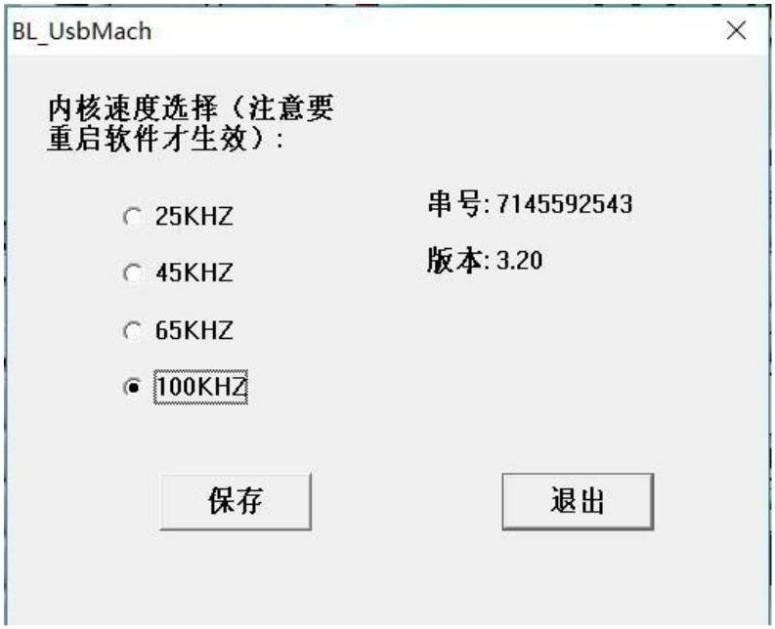 BL_UsbMach
内核速度选择（注意要
重启软件才生效）:
25KHZ
45KHZ
65KHZ
100KHZ
串号: 7145592543
版本: 3.20
保存
退出